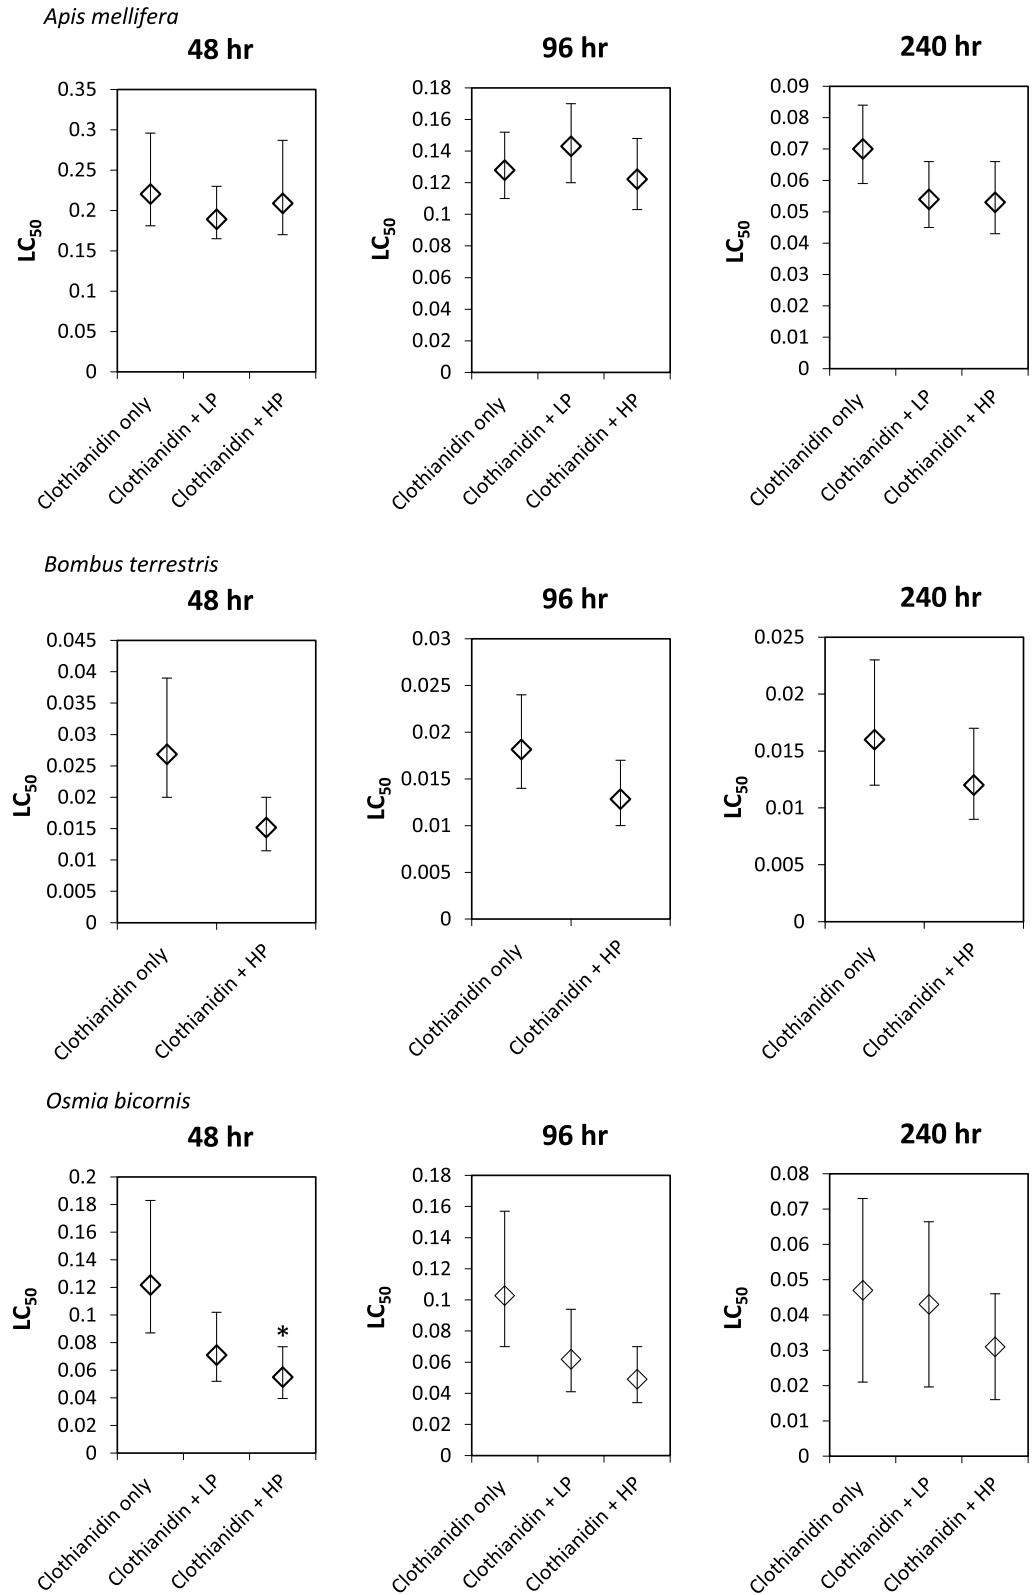 Apis mellifera
48 hr
96 hr
240 hr
LC50
0.35
0.3
0.25
0.2
0.15
0.1
0.05
0
Clothianidin only
Clothianidin + LP
Clothianidin + HP
LC50
0.18
0.16
0.14
0.12
0.1
0.08
0.06
0.04
0.02
0
Clothianidin only
Clothianidin + LP
Clothianidin + HP
LC50
0.09
0.08
0.07
0.06
0.05
0.04
0.03
0.02
0.01
0
Clothianidin only
Clothianidin + LP
Clothianidin + HP
Bombus terrestris
48 hr
96 hr
240 hr
LC50
0.045
0.04
0.035
0.03
0.025
0.02
0.015
0.01
0.005
0
Clothianidin only
Clothianidin + HP
LC50
0.03
0.025
0.02
0.015
0.01
0.005
0
Clothianidin only
Clothianidin + HP
LC50
0.025
0.02
0.015
0.01
0.005
0
Clothianidin only
Clothianidin + HP
Osmia bicornis
48 hr
96 hr
240 hr
LC50
0.2
0.18
0.16
0.14
0.12
0.1
0.08
0.06
0.04
0.02
0
*
Clothianidin only
Clothianidin + LP
Clothianidin + HP
LC50
0.18
0.16
0.14
0.12
0.1
0.08
0.06
0.04
0.02
0
Clothianidin only
Clothianidin + LP
Clothianidin + HP
LC50
0.08
0.07
0.06
0.05
0.04
0.03
0.02
0.01
0
Clothianidin only
Clothianidin + LP
Clothianidin + HP